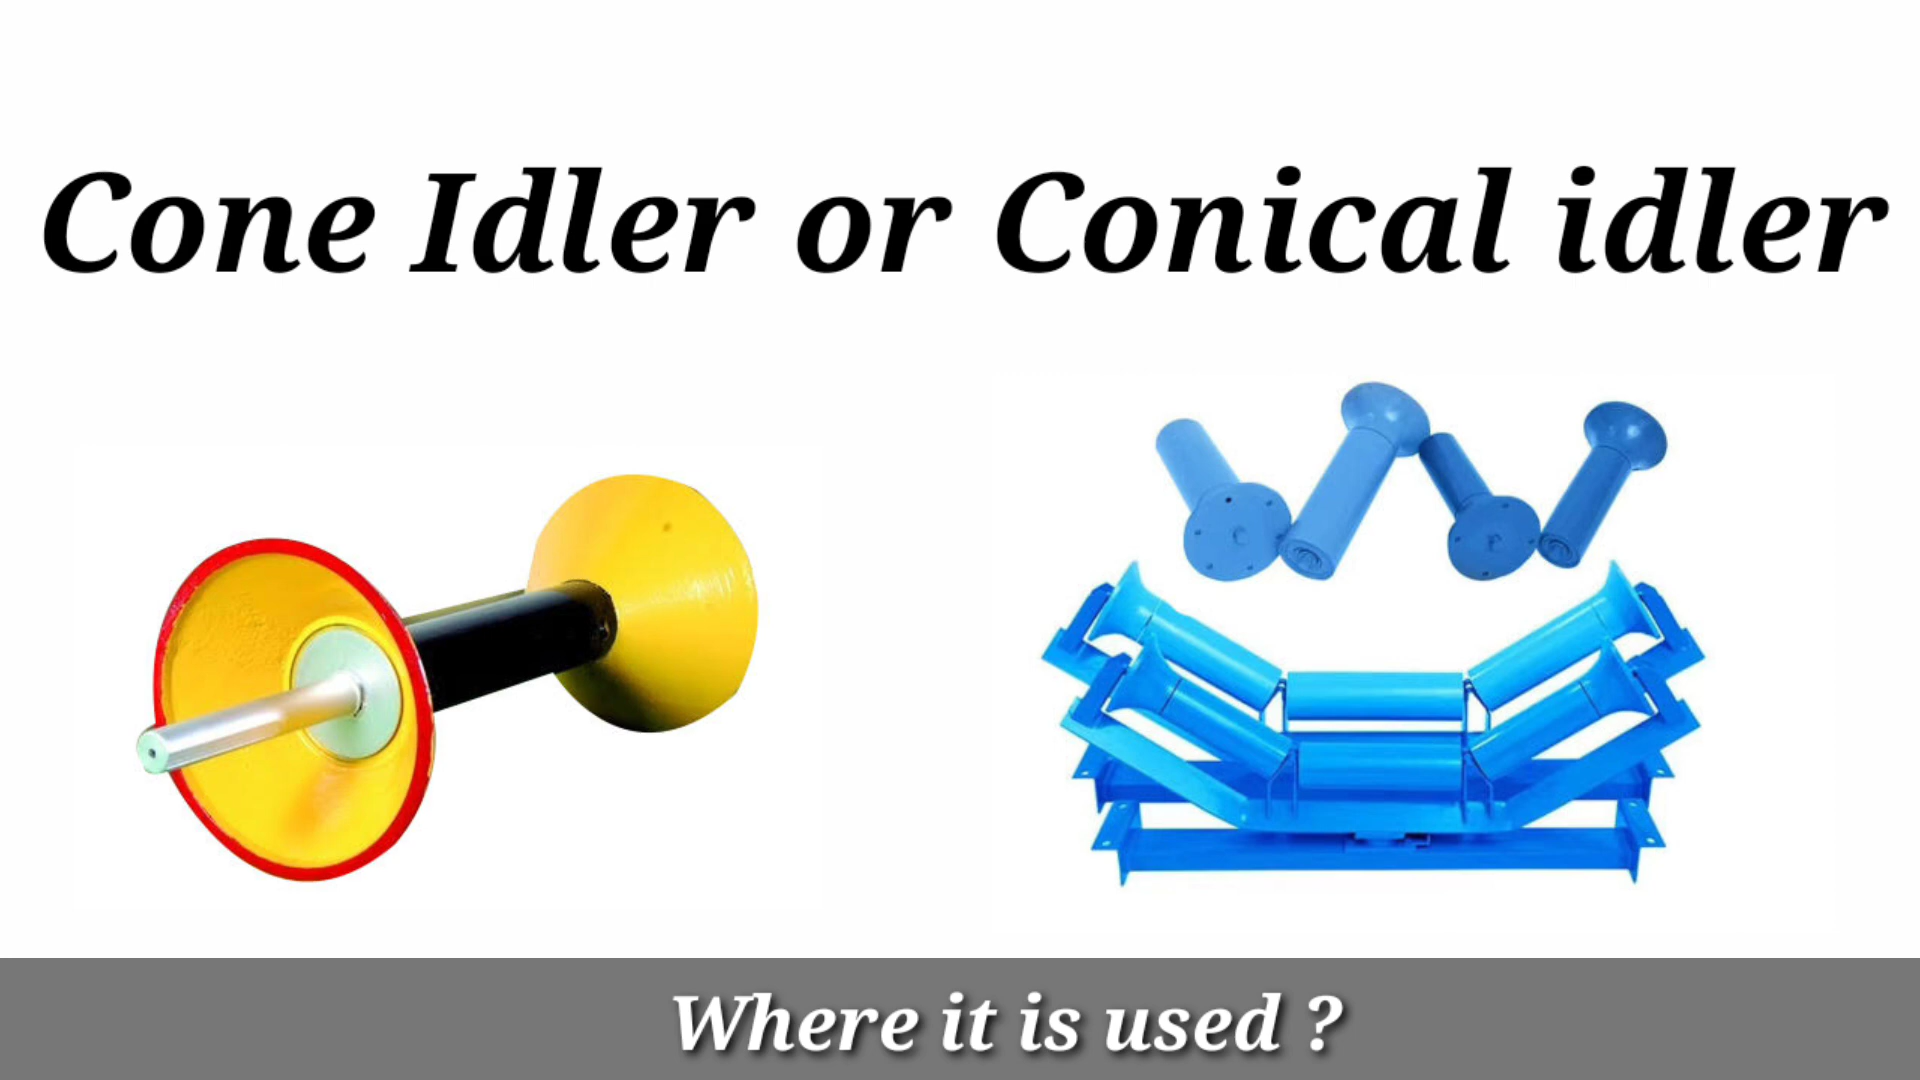 Cone Idler or Conical idler
Where it is used ?